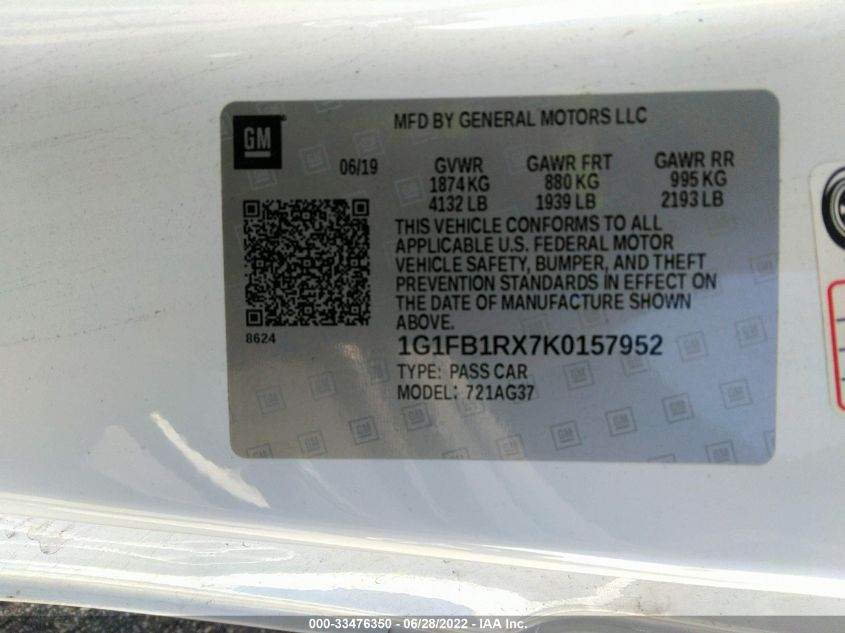 GM
MFD BY GENERAL MOTORS LLC
06/19
GVWR GAWR FRT GAWR RR
1874 KG 880 KG 995 KG
4132 LB 1939 LB 2193 LB
THIS VEHICLE CONFORMS TO ALL
APPLICABLE U.S. FEDERAL MOTOR
VEHICLE SAFETY, BUMPER, AND THEFT
PREVENTION STANDARDS IN EFFECT ON
THE DATE OF MANUFACTURE SHOWN
ABOVE.
8624
1G1FB1RX7K0157952
TYPE: PASS CAR
MODEL: 721AG37
000-33476350 - 06/28/2022 - IAA Inc.